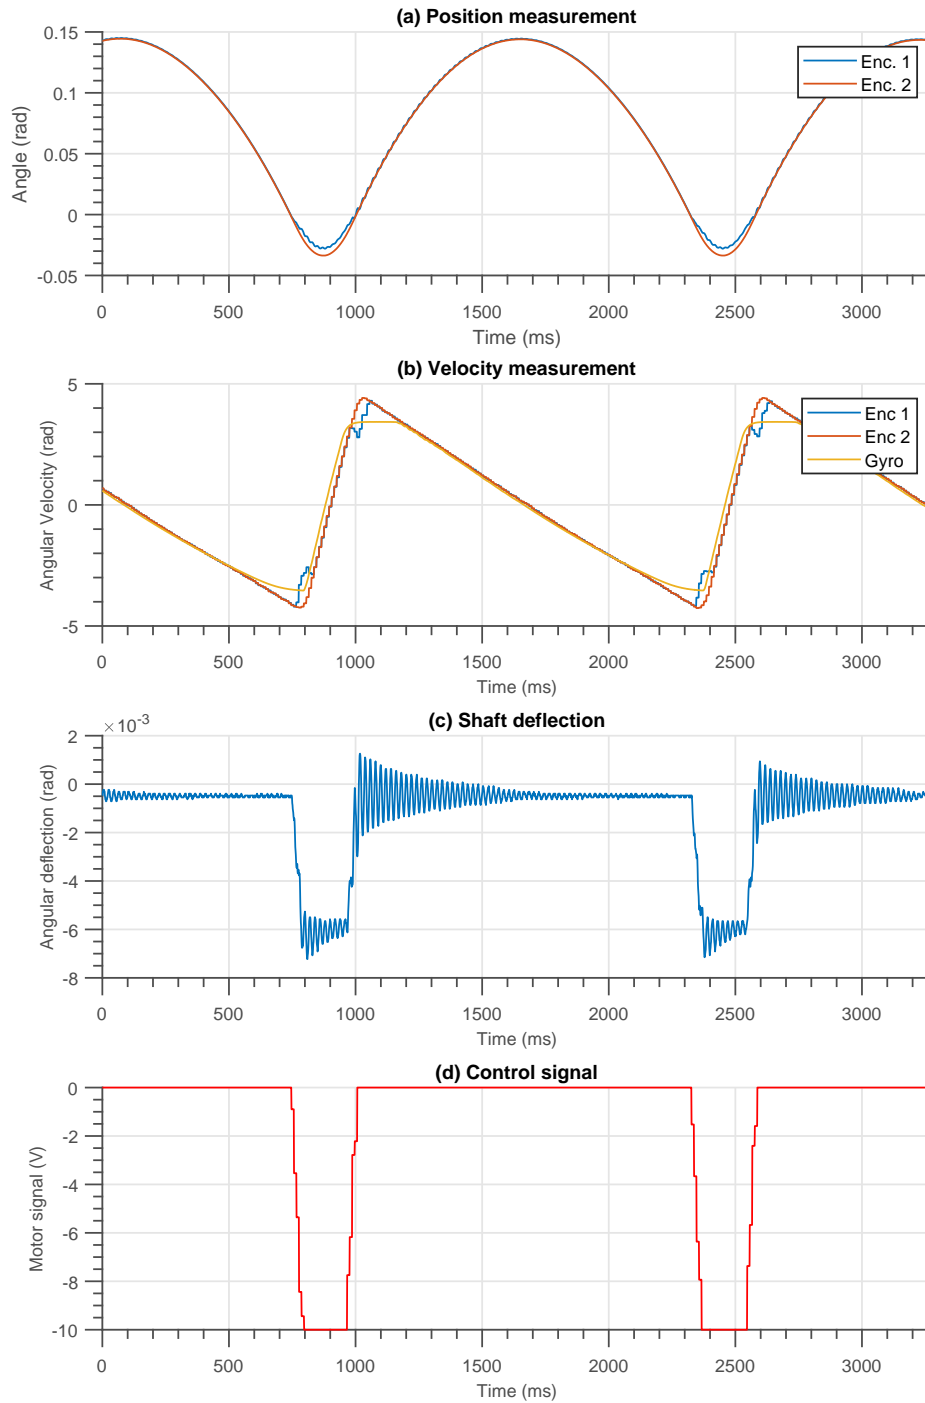 (a) Position measurement
0.15
0.1
0.05
0
-0.05
Angle (rad)
Enc. 1
Enc. 2
0 500 1000 1500 2000 2500 3000
Time (ms)
(b) Velocity measurement
5
0
-5
Angular Velocity (rad)
Enc 1
Enc 2
Gyro
0 500 1000 1500 2000 2500 3000
Time (ms)
(c) Shaft deflection
×10-3
2
0
-2
-4
-6
-8
Angular deflection (rad)
0 500 1000 1500 2000 2500 3000
Time (ms)
(d) Control signal
0
-2
-4
-6
-8
-10
Motor signal (V)
0 500 1000 1500 2000 2500 3000
Time (ms)